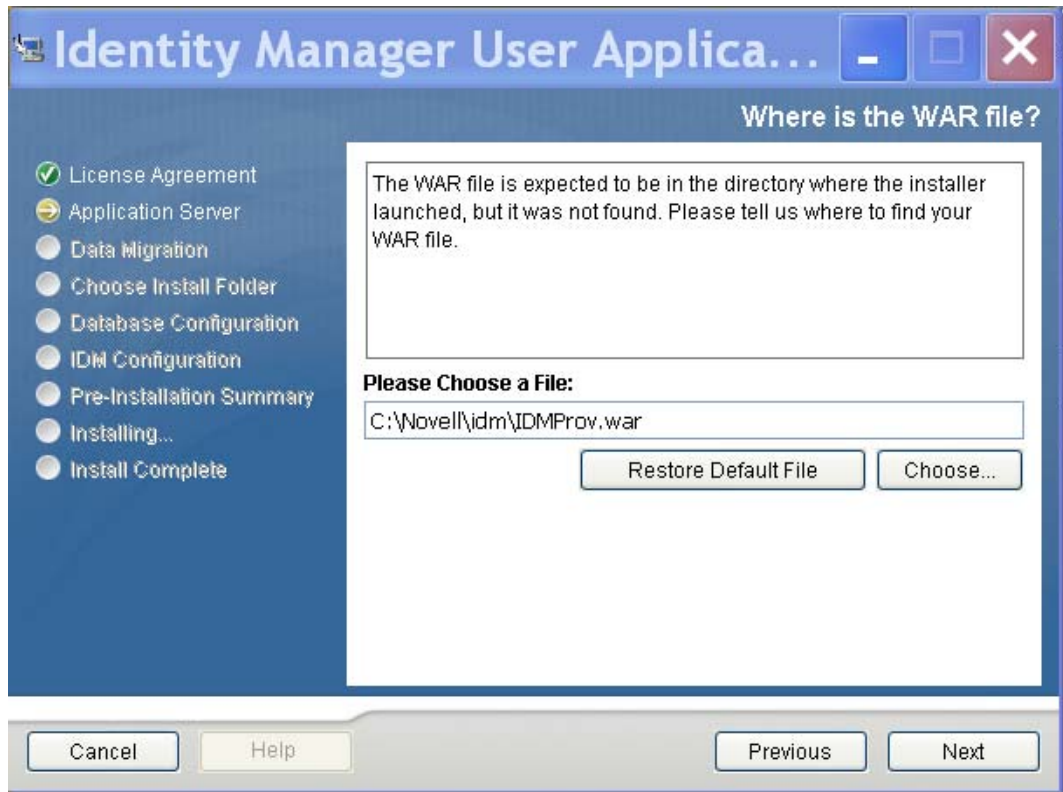 Identity Manager User Applica...
Where is the WAR file?
License Agreement
Application Server
Data Migration
Choose Install Folder
Database Configuration
IDM Configuration
Pre-Installation Summary
Installing...
Install Complete
The WAR file is expected to be in the directory where the installer
launched, but it was not found. Please tell us where to find your
WAR file.
Please Choose a File:
C:\Novell\idm\IDMProv.war
Restore Default File
Choose...
Cancel
Help
Previous
Next